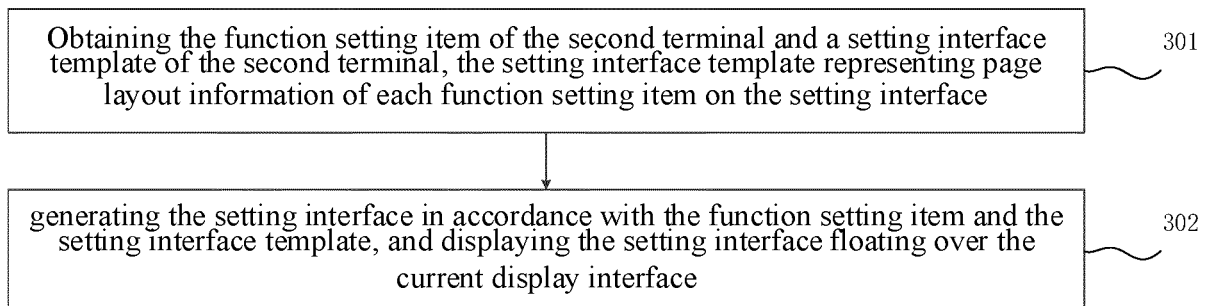 Obtaining the function setting item of the second terminal and a setting interface
template of the second terminal, the setting interface template representing page
layout information of each function setting item on the setting interface
301
generating the setting interface in accordance with the function setting item and the
setting interface template, and displaying the setting interface floating over the
current display interface
302